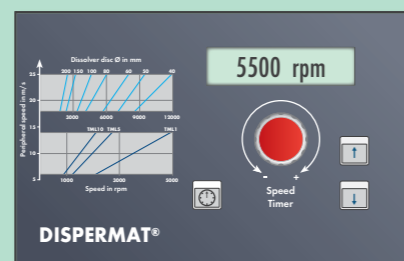 Dissolver disc Ø in mm
200 150 100 80 60 50 40
Peripheral speed in m/s
25
20
6000 9000 12000
15
10
5
TML10 TML5 TML1
1000 2000 3000
Speed in rpm
5500 rpm
- +
Speed
Timer
↑
↓
DISPERMAT®